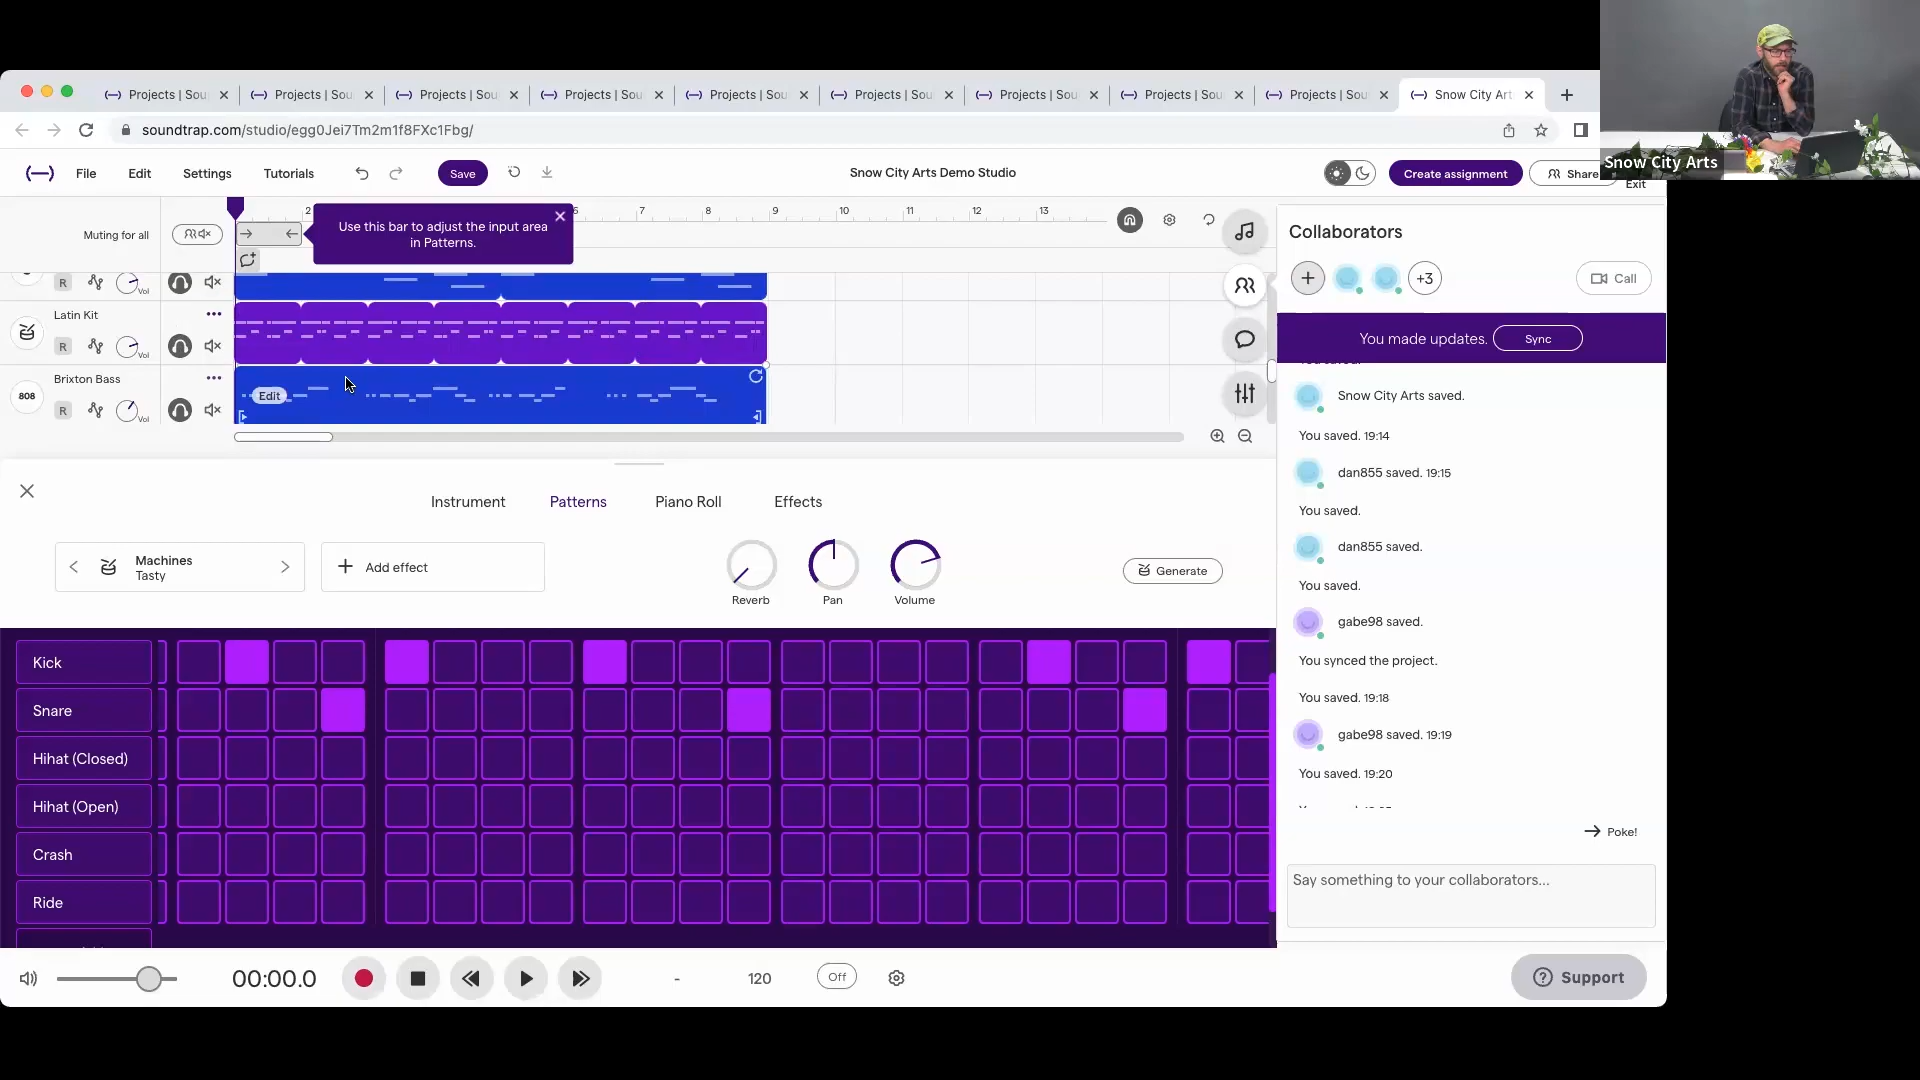 Projects | Sou
Projects | Sou
Projects | Sou
Projects | Sou
Projects | Sou
Projects | Sou
Projects | Sou
Projects | Sou
Projects | Sou
Snow City Art
soundtrap.com/studio/egg0Jei7Tm2m1f8FXc1Fbg/
Snow City Arts
File
Edit
Settings
Tutorials
Save
Snow City Arts Demo Studio
Create assignment
Share
Exit
2
6
7
8
9
10
11
12
13
Muting for all
Use this bar to adjust the input area
in Patterns.
Collaborators
+3
Call
R
Vol
Latin Kit
R
Vol
Brixton Bass
808
R
Vol
Edit
You made updates.
Sync
Snow City Arts saved.
You saved. 19:14
dan855 saved. 19:15
You saved.
dan855 saved.
You saved.
gabe98 saved.
You synced the project.
You saved. 19:18
gabe98 saved. 19:19
You saved. 19:20
Poke!
Say something to your collaborators...
Instrument
Patterns
Piano Roll
Effects
Machines
Tasty
Add effect
Reverb
Pan
Volume
Generate
Kick
Snare
Hihat (Closed)
Hihat (Open)
Crash
Ride
00:00.0
-
120
Off
Support